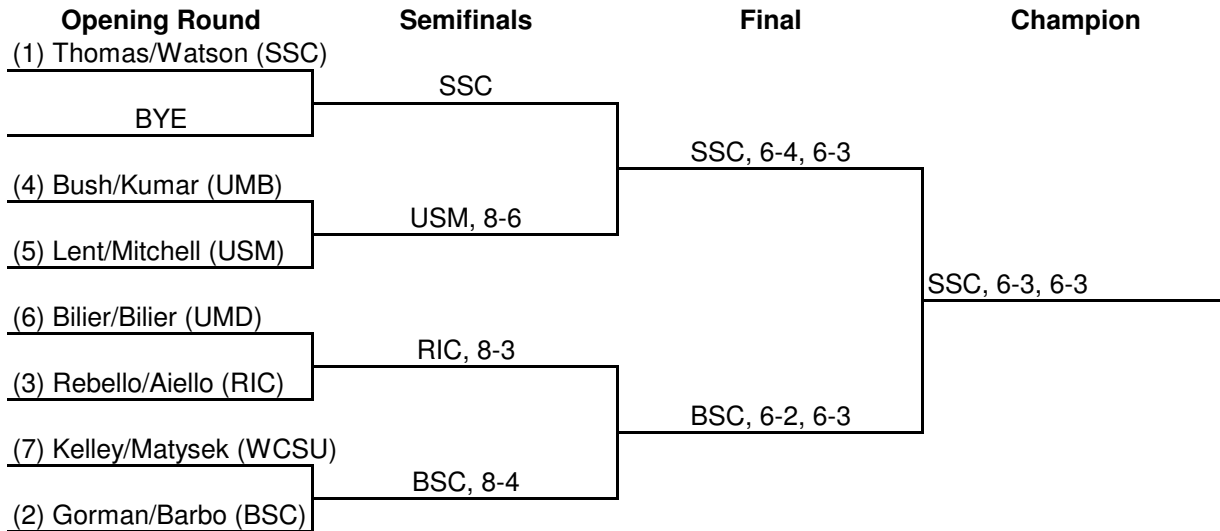 Opening Round Semifinals Final Champion
(1) Thomas/Watson (SSC)
SSC
BYE
SSC, 6-4, 6-3
(4) Bush/Kumar (UMB)
USM, 8-6
(5) Lent/Mitchell (USM)
SSC, 6-3, 6-3
(6) Bilier/Bilier (UMD)
RIC, 8-3
(3) Rebello/Aiello (RIC)
BSC, 6-2, 6-3
(7) Kelley/Matysek (WCSU)
BSC, 8-4
(2) Gorman/Barbo (BSC)